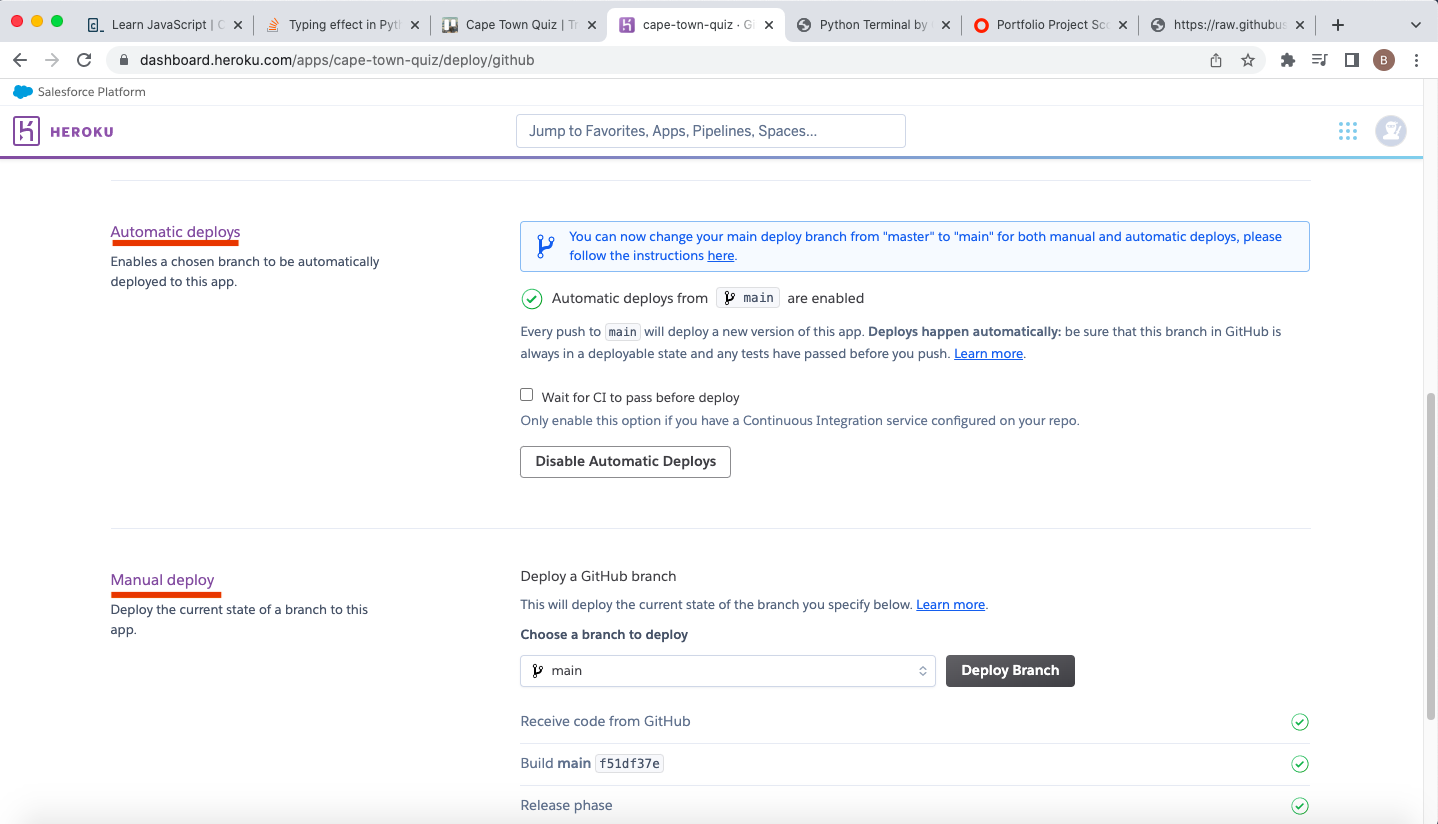 Learn JavaScript | C
Typing effect in Pyth
Cape Town Quiz | Tr
cape-town-quiz · Gi
Python Terminal by
Portfolio Project Sco
https://raw.githubus
dashboard.heroku.com/apps/cape-town-quiz/deploy/github
B
Salesforce Platform
HEROKU
Jump to Favorites, Apps, Pipelines, Spaces...
Automatic deploys
Enables a chosen branch to be automatically
deployed to this app.
You can now change your main deploy branch from "master" to "main" for both manual and automatic deploys, please
follow the instructions here.
Automatic deploys from main are enabled
Every push to main will deploy a new version of this app. Deploys happen automatically: be sure that this branch in GitHub is
always in a deployable state and any tests have passed before you push. Learn more.
Wait for CI to pass before deploy
Only enable this option if you have a Continuous Integration service configured on your repo.
Disable Automatic Deploys
Manual deploy
Deploy the current state of a branch to this
app.
Deploy a GitHub branch
This will deploy the current state of the branch you specify below. Learn more.
Choose a branch to deploy
main
Deploy Branch
Receive code from GitHub
Build main f51df37e
Release phase